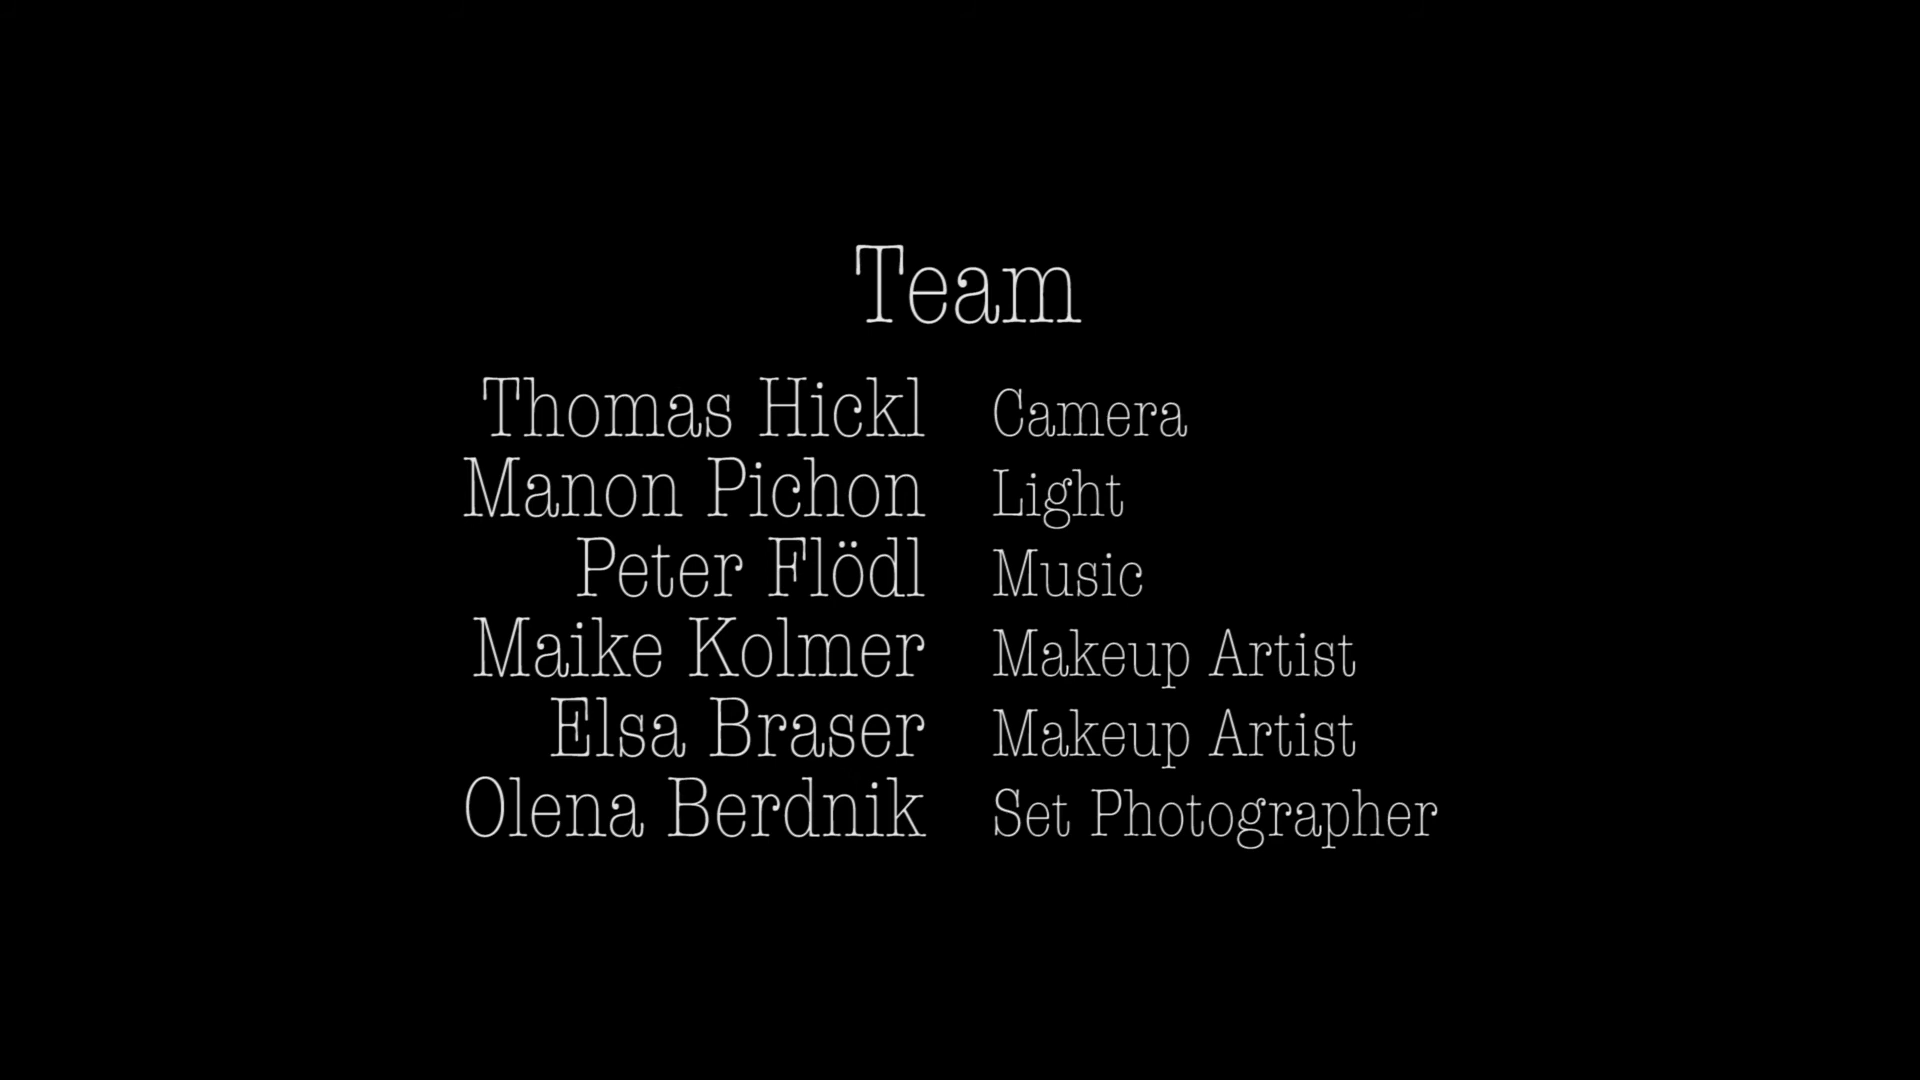 Team
Thomas Hickl Camera
Manon Pichon Light
Peter Flödl Music
Maike Kolmer Makeup Artist
Elsa Braser Makeup Artist
Olena Berdnik Set Photographer